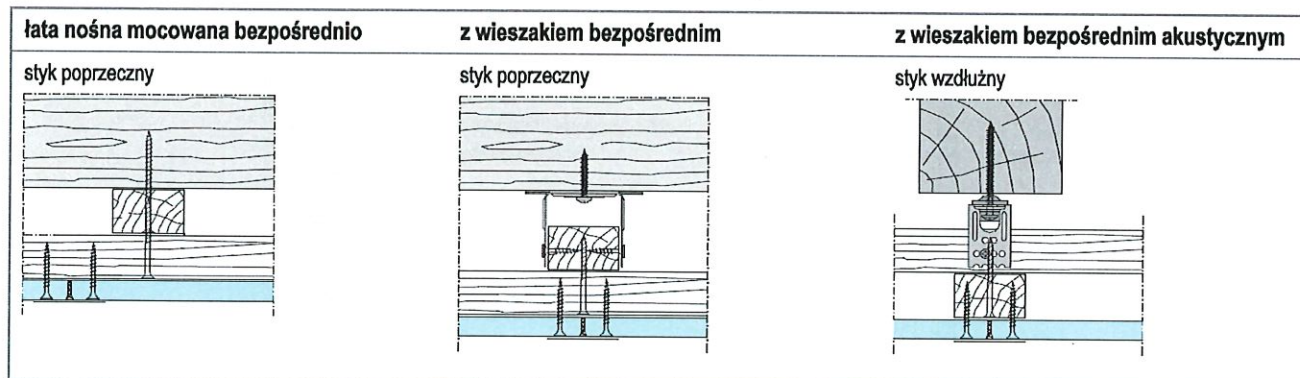 łata nośna mocowana bezpośrednio
z wieszakiem bezpośrednim
z wieszakiem bezpośrednim akustycznym
styk poprzeczny
styk poprzeczny
styk wzdłużny